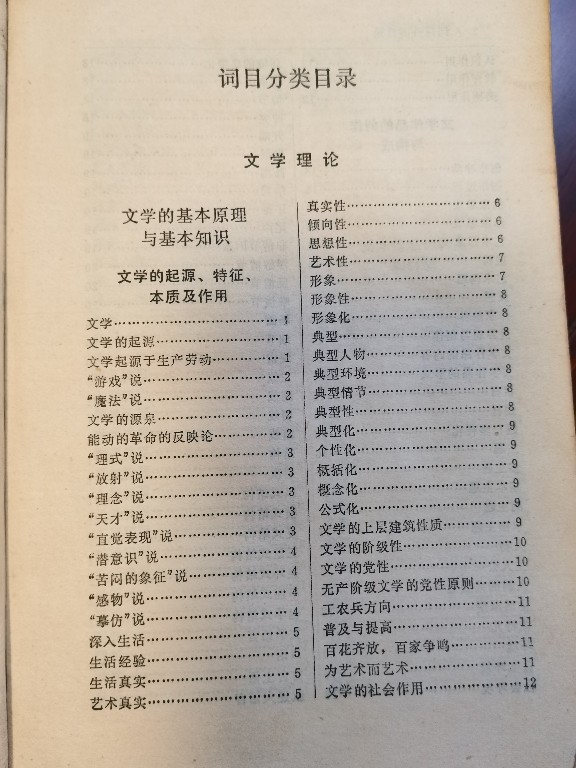 词目分类目录
文学理论
文学的基本原理
与基本知识
文学的起源、特征、
本质及作用
文学……………………………1
文学的起源……………………1
文学起源于生产劳动…………1
“游戏”说……………………2
“魔法”说……………………2
文学的源泉……………………2
能动的革命的反映论…………2
“理式”说……………………3
“放射”说……………………3
“理念”说……………………3
“天才”说……………………3
“直觉表现”说………………3
“潜意识”说…………………4
“苦闷的象征”说……………4
“感物”说……………………4
“摹仿”说……………………4
深入生活………………………5
生活经验………………………5
生活真实………………………5
艺术真实………………………5
真实性…………………………6
倾向性…………………………6
思想性…………………………6
艺术性…………………………7
形象……………………………7
形象性…………………………8
形象化…………………………8
典型……………………………8
典型人物………………………8
典型环境………………………8
典型情节………………………8
典型性…………………………8
典型化…………………………9
个性化…………………………9
概括化…………………………9
概念化…………………………9
公式化…………………………9
文学的上层建筑性质…………9
文学的阶级性…………………10
文学的党性……………………10
无产阶级文学的党性原则……10
工农兵方向……………………11
普及与提高……………………11
百花齐放，百家争鸣…………11
为艺术而艺术…………………11
文学的社会作用………………12